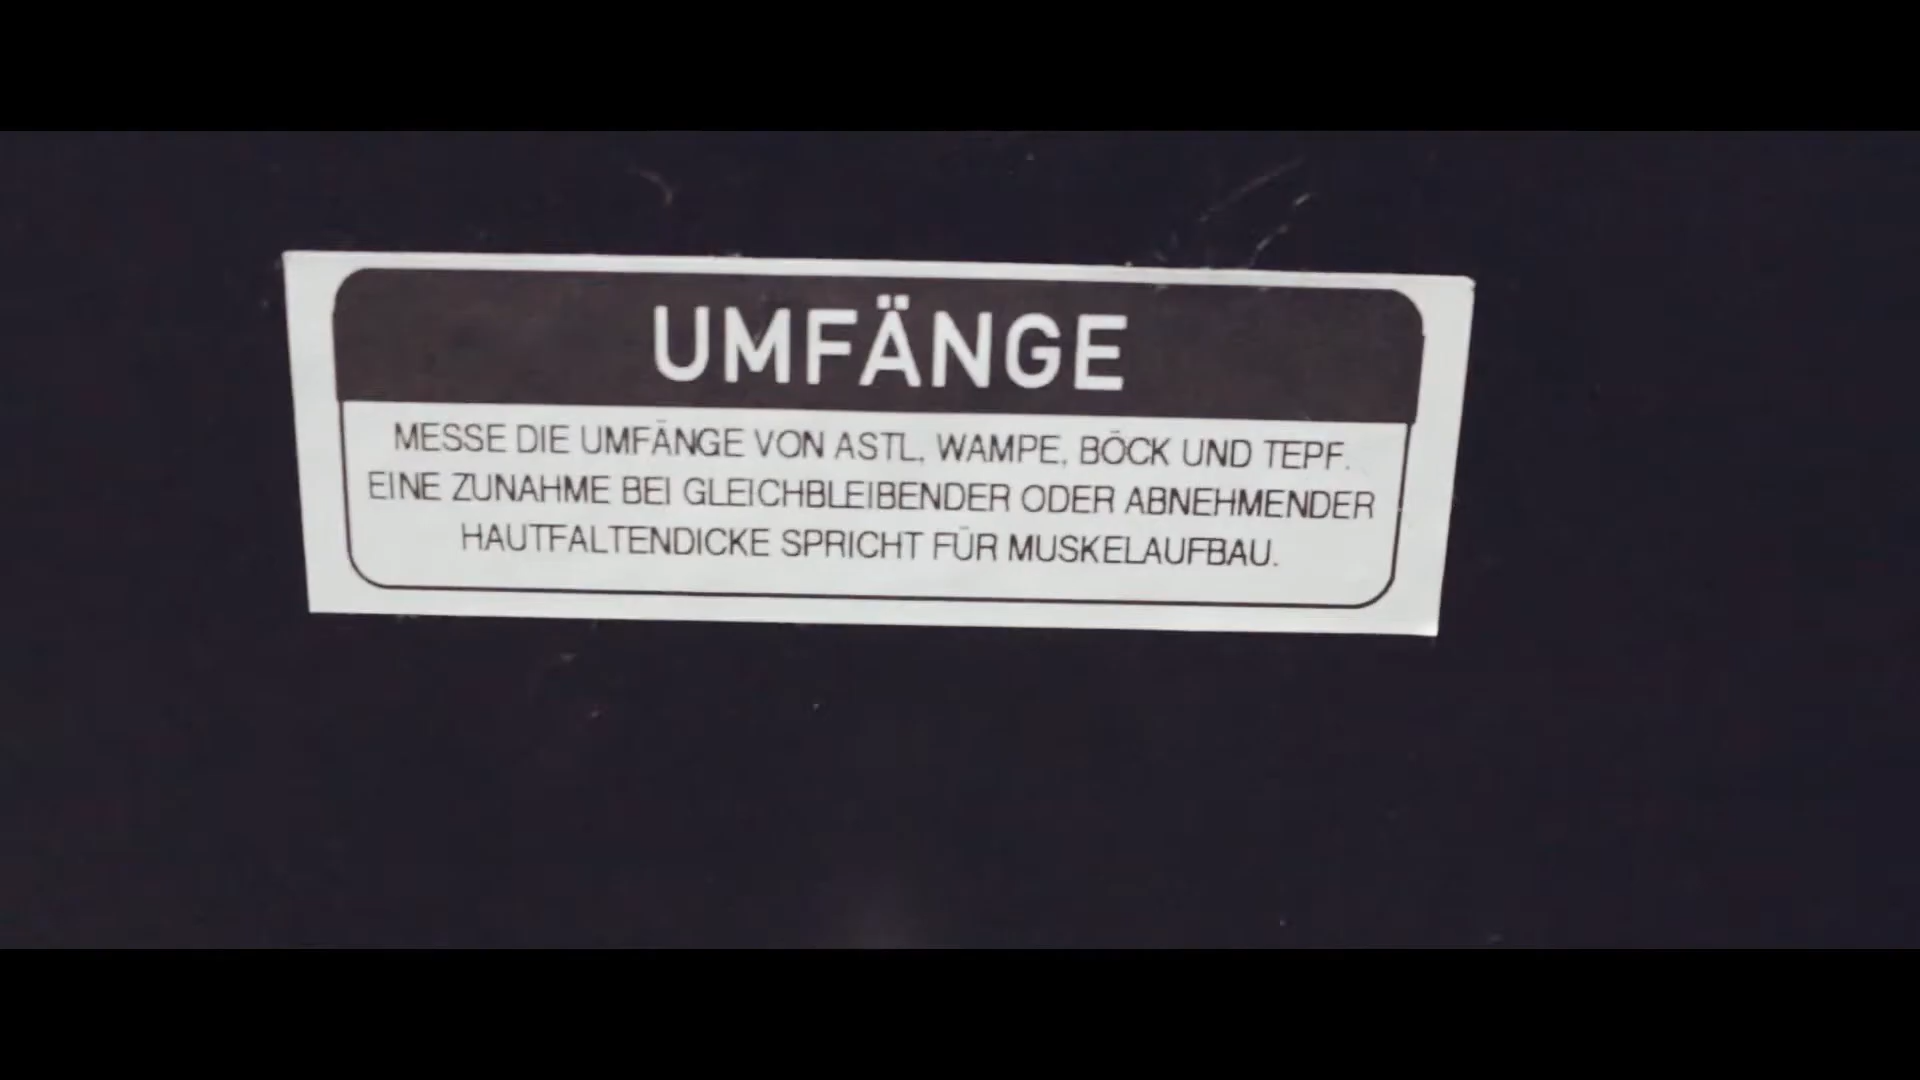 UMFÄNGE
MESSE DIE UMFÄNGE VON ASTL, WAMPE, BÖCK UND TEPF.
EINE ZUNAHME BEI GLEICHBLEIBENDER ODER ABNEHMENDER
HAUTFALTENDICKE SPRICHT FÜR MUSKELAUFBAU.